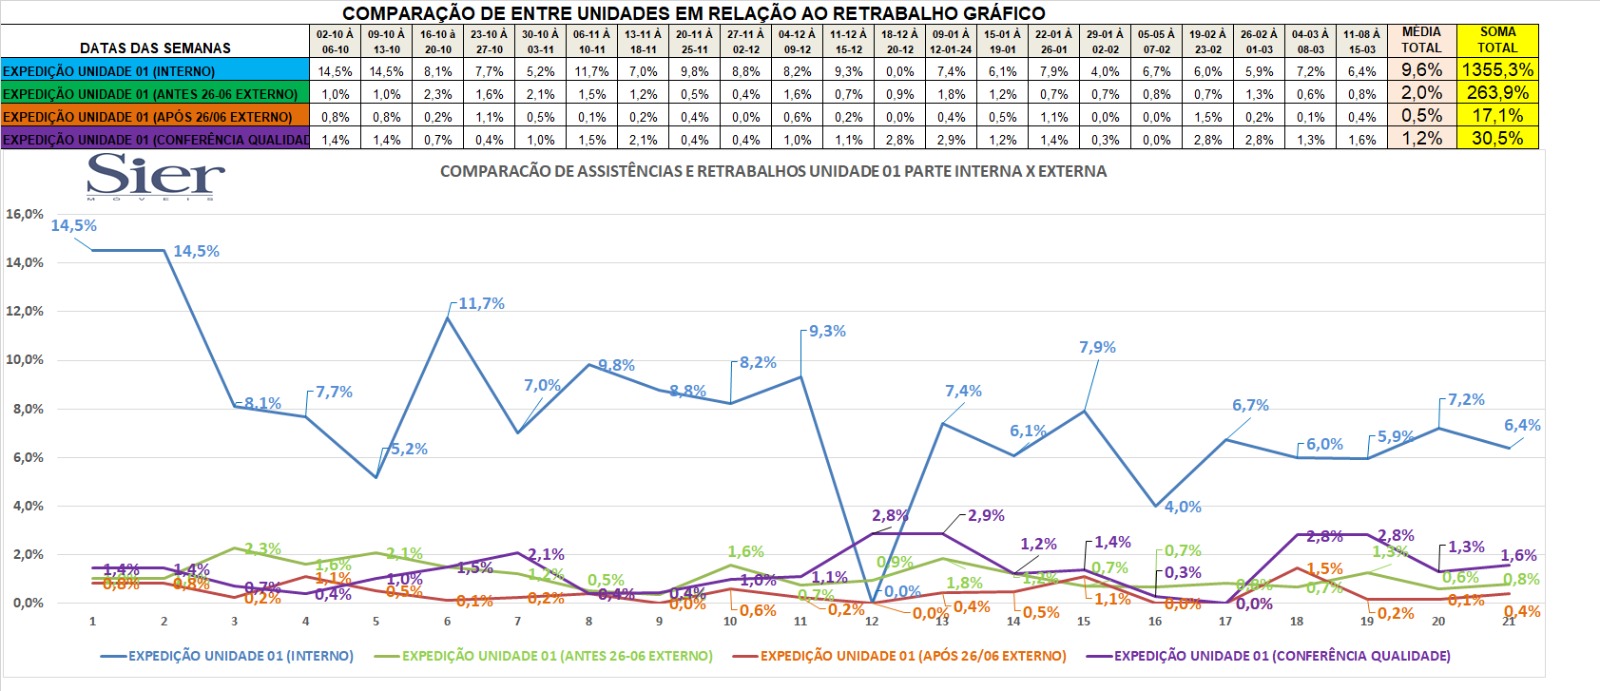 COMPARAÇÃO DE ENTRE UNIDADES EM RELAÇÃO AO RETRABALHO GRÁFICO
DATAS DAS SEMANAS 02-10 À 06-10 09-10 À 13-10 16-10 à 20-10 23-10 À 27-10 30-10 À 03-11 06-11 À 10-11 13-11 À 18-11 20-11 À 25-11 27-11 À 02-12 04-12 À 09-12 11-12 À 15-12 18-12 À 20-12 09-01 À 12-01-24 15-01 À 19-01 22-01 À 26-01 29-01 À 02-02 05-05 À 07-02 19-02 À 23-02 26-02 À 01-03 04-03 À 08-03 11-08 À 15-03 MÉDIA TOTAL SOMA TOTAL
EXPEDIÇÃO UNIDADE 01 (INTERNO) 14,5% 14,5% 8,1% 7,7% 5,2% 11,7% 7,0% 9,8% 8,8% 8,2% 9,3% 0,0% 7,4% 6,1% 7,9% 4,0% 6,7% 6,0% 5,9% 7,2% 6,4% 9,6% 1355,3%
EXPEDIÇÃO UNIDADE 01 (ANTES 26-06 EXTERNO) 1,0% 1,0% 2,3% 1,6% 2,1% 1,5% 1,2% 0,5% 0,4% 1,6% 0,7% 0,9% 1,8% 1,2% 0,7% 0,7% 0,8% 0,7% 1,3% 0,6% 0,8% 2,0% 263,9%
EXPEDIÇÃO UNIDADE 01 (APÓS 26/06 EXTERNO) 0,8% 0,8% 0,2% 1,1% 0,5% 0,1% 0,2% 0,4% 0,0% 0,6% 0,2% 0,0% 0,4% 0,5% 1,1% 0,0% 0,0% 1,5% 0,2% 0,1% 0,4% 0,5% 17,1%
EXPEDIÇÃO UNIDADE 01 (CONFERÊNCIA QUALIDAD 1,4% 1,4% 0,7% 0,4% 1,0% 1,5% 2,1% 0,4% 0,4% 1,0% 1,1% 2,8% 2,9% 1,2% 1,4% 0,3% 0,0% 2,8% 2,8% 1,3% 1,6% 1,2% 30,5%
Sier
MÓVEIS
COMPARACÃO DE ASSISTÊNCIAS E RETRABALHOS UNIDADE 01 PARTE INTERNA X EXTERNA
16,0%
14,0%
12,0%
10,0%
8,0%
6,0%
4,0%
2,0%
0,0%
14,5% 14,5% 8,1% 7,7% 5,2% 11,7% 7,0% 9,8% 8,8% 8,2% 9,3% 0,0% 7,4% 6,1% 7,9% 4,0% 6,7% 6,0% 5,9% 7,2% 6,4%
2,3% 1,6% 2,1% 1,2% 0,5% 1,6% 0,7% 0,9% 1,8% 1,2% 0,7% 0,7% 0,8% 0,7% 1,3% 0,6% 0,8%
0,8% 0,8% 0,2% 1,1% 0,5% 0,1% 0,2% 0,0% 0,6% 0,2% 0,0% 0,4% 0,5% 1,1% 0,0% 1,5% 0,2% 0,1% 0,4%
1,4% 1,4% 0,7% 0,4% 1,0% 1,5% 2,1% 0,4% 0,4% 1,0% 1,1% 2,8% 2,9% 1,2% 1,4% 0,3% 0,0% 2,8% 2,8% 1,3% 1,6%
1 2 3 4 5 6 7 8 9 10 11 12 13 14 15 16 17 18 19 20 21
EXPEDIÇÃO UNIDADE 01 (INTERNO) EXPEDIÇÃO UNIDADE 01 (ANTES 26-06 EXTERNO) EXPEDIÇÃO UNIDADE 01 (APÓS 26/06 EXTERNO) EXPEDIÇÃO UNIDADE 01 (CONFERÊNCIA QUALIDADE)